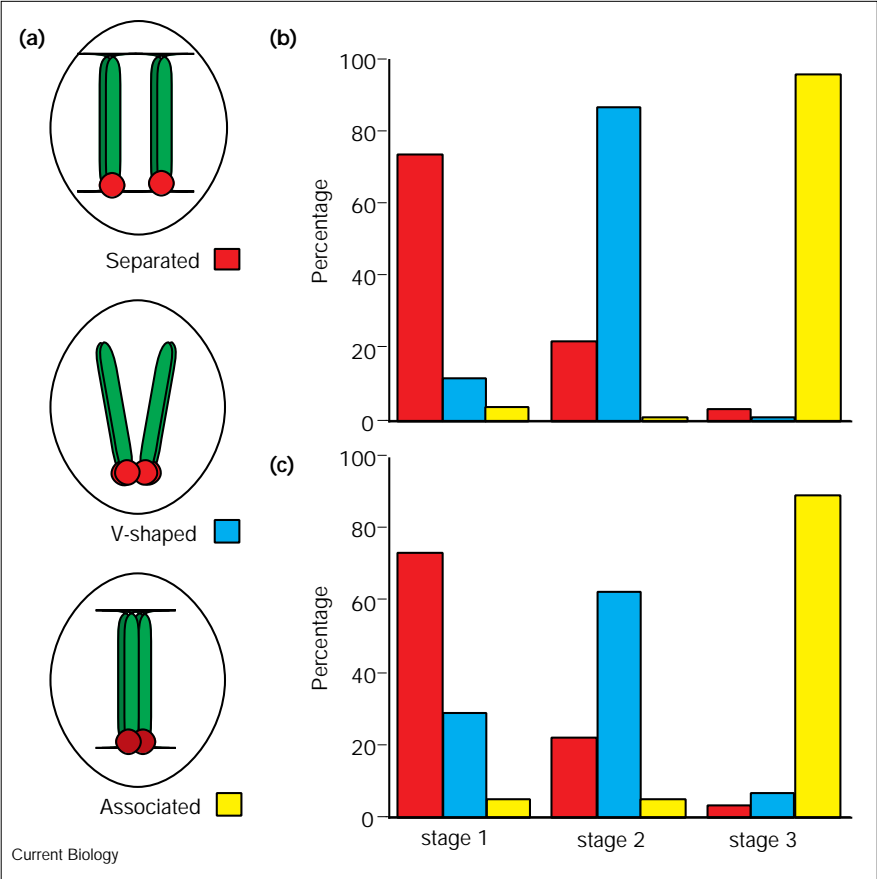 (a)
Separated
V-shaped
Associated
(b)
100
80
60
40
20
0
Percentage
(c)
100
80
60
40
20
0
Percentage
stage 1 stage 2 stage 3
Current Biology